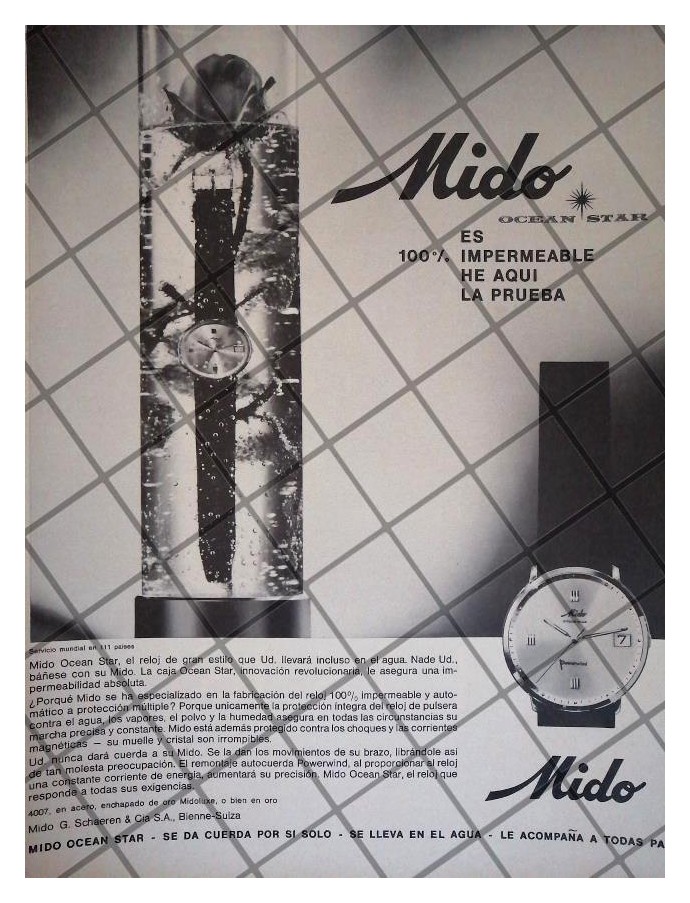 Mido
OCEAN STAR
ES
100% IMPERMEABLE
HE AQUI
LA PRUEBA
Mido
7
Powerwind
Servicio mundial en 111 países
Mido Ocean Star, el reloj de gran estilo que Ud. llevará incluso en el agua. Nade Ud.,
báñese con su Mido. La caja Ocean Star, innovación revolucionaria, le asegura una im-
permeabilidad absoluta.
¿Porqué Mido se ha especializado en la fabricación del reloj 100% impermeable y auto-
mático a protección múltiple? Porque unicamente la protección íntegra del reloj de pulsera
contra el agua, los vapores, el polvo y la humedad asegura en todas las circunstancias su
marcha precisa y constante. Mido está además protegido contra los choques y las corrientes
magnéticas — su muelle y cristal son irrompibles.
Ud. nunca dará cuerda a su Mido. Se la dan los movimientos de su brazo, librándole así
de tan molesta preocupación. El remontaje autocuerda Powerwind, al proporcionar al reloj
una constante corriente de energía, aumentará su precisión. Mido Ocean Star, el reloj que
responde a todas sus exigencias.
4007, en acero, enchapado de oro Midoluxe, o bien en oro
Mido G. Schaeren & Cia S.A., Bienne-Suiza
Mido
MIDO OCEAN STAR - SE DA CUERDA POR SI SOLO - SE LLEVA EN EL AGUA - LE ACOMPAÑA A TODAS PA